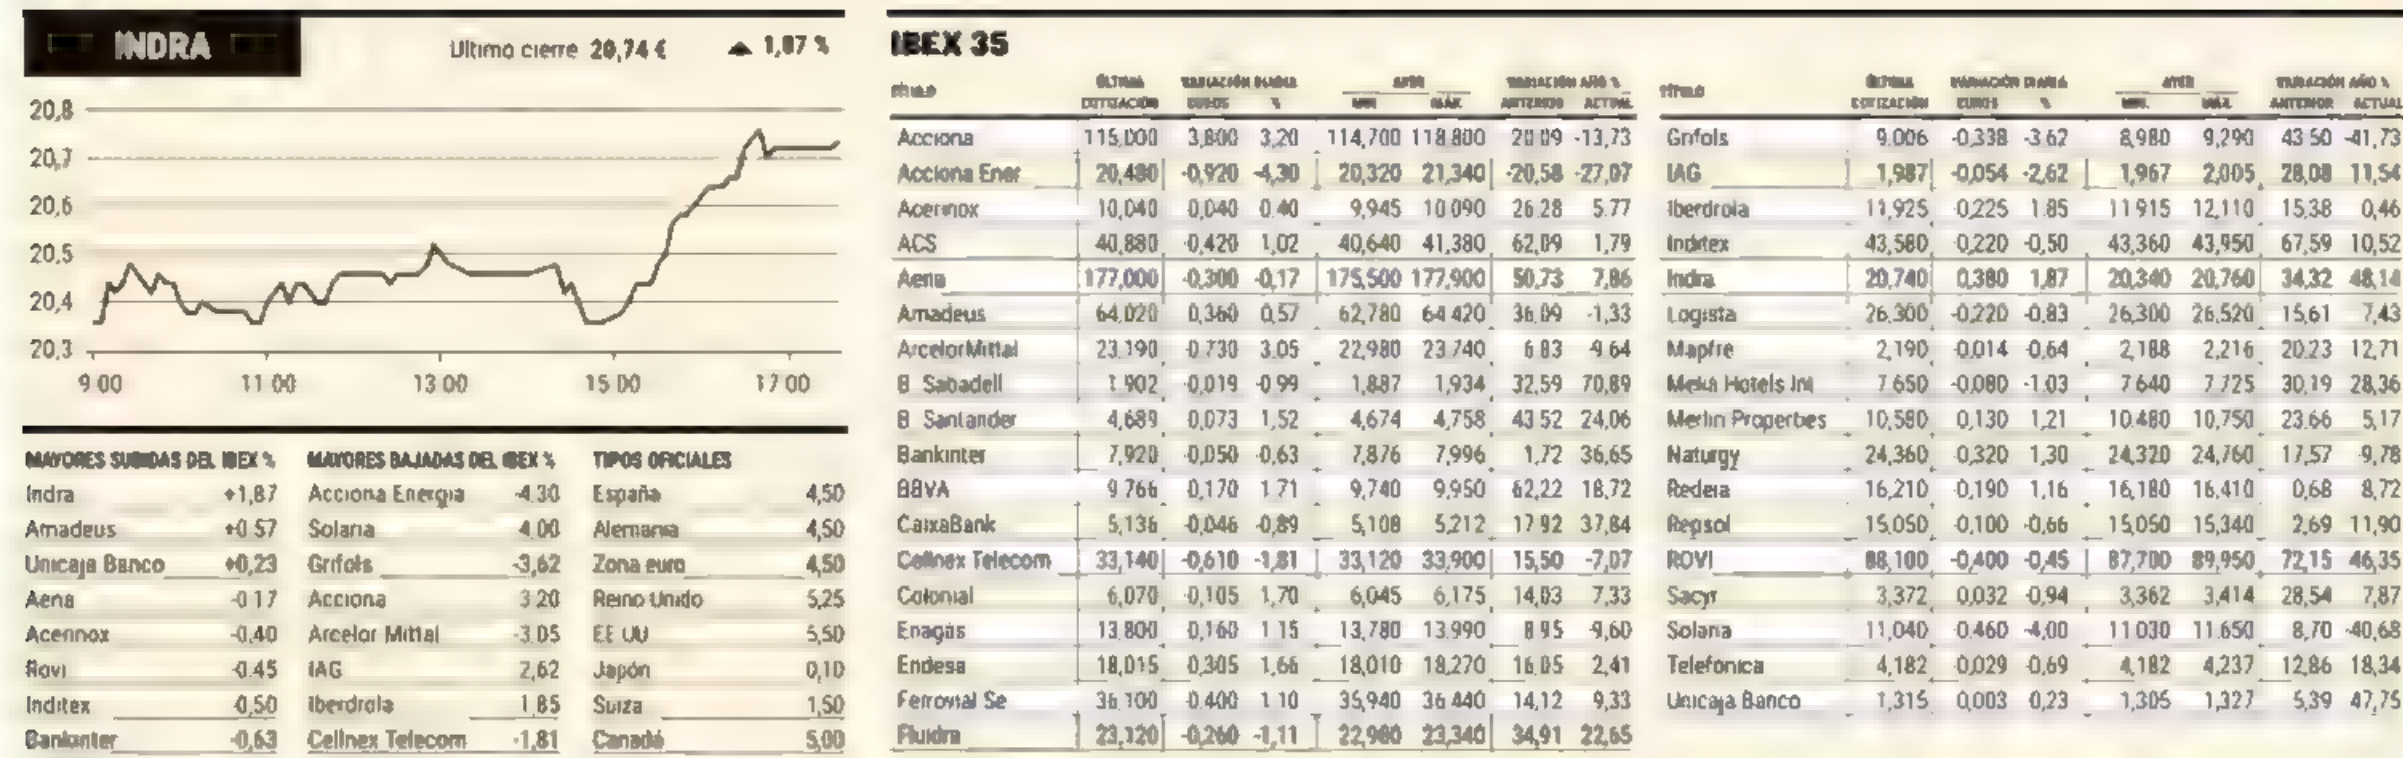 INDRA
Último cierre 20,74 € ▲ 1,87 %
20,8
20,7
20,6
20,5
20,4
20,3
9 00 11 00 13 00 15 00 17 00
MAYORES SUBIDAS DEL IBEX %
Indra +1,87
Amadeus +0 57
Unicaja Banco +0,23
Aena -0 17
Acerinox -0,40
Rovi -0.45
Inditex -0,50
Bankinter -0,63
MAYORES BAJADAS DEL IBEX %
Acciona Energia -4.30
Solaria 4 00
Grifols -3,62
Acciona 3 20
Arcelor Mittal -3,05
IAG 2,62
Iberdrola 1 85
Cellnex Telecom -1,81
TIPOS OFICIALES
España 4,50
Alemania 4,50
Zona euro 4,50
Reino Unido 5,25
EE UU 5,50
Japón 0,10
Suiza 1,50
Canadá 5,00
IBEX 35
TÍTULO ÚLTIMA COTIZACIÓN VARIACIÓN DIARIA EUROS % AYER MIN. MÁX. VARIACIÓN AÑO % ANTERIOR ACTUAL
Acciona 115,000 3,800 3,20 114,700 118 800 20 09 -13,73
Acciona Ener 20,480 -0,920 -4,30 20,320 21,340 -20,58 -27,07
Acerinox 10,040 0,040 0.40 9,945 10 090 26.28 5.77
ACS 40,880 0,420 1,02 40,640 41,380 62,09 1,79
Aena 177,000 -0,300 -0,17 175,500 177,900 50,73 7,86
Amadeus 64,020 0,360 0,57 62,780 64 420 36,09 -1,33
ArcelorMittal 23.190 0.730 3.05 22,980 23 740 6 83 -9.64
B Sabadell 1 902 -0,019 -0 99 1,887 1,934 32,59 70,89
B Santander 4,689 0,073 1,52 4,674 4,758 43 52 24,06
Bankinter 7,920 -0,050 -0,63 7,876 7,996 1,72 36,65
BBVA 9 766 0,170 1 71 9,740 9,950 62,22 18,72
CaixaBank 5,136 -0,046 -0,89 5,108 5,212 17 92 37,84
Cellnex Telecom 33,140 -0,610 -1,81 33,120 33,900 15,50 -7,07
Colonial 6,070 0,105 1,70 6,045 6,175 14,03 7,33
Enagás 13,800 0,160 1 15 13,780 13.990 8 95 -9,60
Endesa 18,015 0,305 1,66 18,010 18,270 16,05 2,41
Ferrovial Se 36,100 0.400 1 10 35,940 36 440 14,12 9,33
Fluidra 23,120 -0,260 -1,11 22,980 23,340 34,91 22,65
TÍTULO ÚLTIMA COTIZACIÓN VARIACIÓN DIARIA EUROS % AYER MIN. MÁX. VARIACIÓN AÑO % ANTERIOR ACTUAL
Grifols 9.006 -0,338 -3 62 8,980 9,290 43 50 -41,73
IAG 1,987 -0,054 -2,62 1,967 2,005 28,08 11,54
Iberdrola 11,925 0,225 1 85 11 915 12,110 15,38 0,46
Inditex 43,580 -0,220 -0,50 43,360 43,950 67,59 10,52
Indra 20,740 0,380 1,87 20,340 20,760 34,32 48,14
Logista 26,300 -0,220 -0,83 26,300 26,520 15,61 7,43
Mapfre 2,190 -0,014 -0,64 2,188 2,216 20,23 12,71
Meliá Hotels Int 7 650 -0,080 -1,03 7 640 7 725 30,19 28,36
Merlin Properties 10,580 0,130 1,21 10.480 10,750 23.66 5,17
Naturgy 24,360 0,320 1,30 24,320 24,760 17,57 -9,78
Redeia 16,210 0,190 1,16 16,180 16,410 0,68 8,72
Repsol 15,050 -0,100 -0,66 15,050 15,340 2,69 11,90
ROVI 88,100 -0,400 -0,45 87,700 89,950 72,15 46,35
Sacyr 3,372 0,032 -0,94 3,362 3,414 28,54 7,87
Solaria 11,040 0.460 -4,00 11 030 11.650 8,70 -40,68
Telefonica 4,182 -0,029 -0,69 4,182 4,237 12,86 18,34
Unicaja Banco 1,315 0,003 0,23 1,305 1,327 5,39 47,75